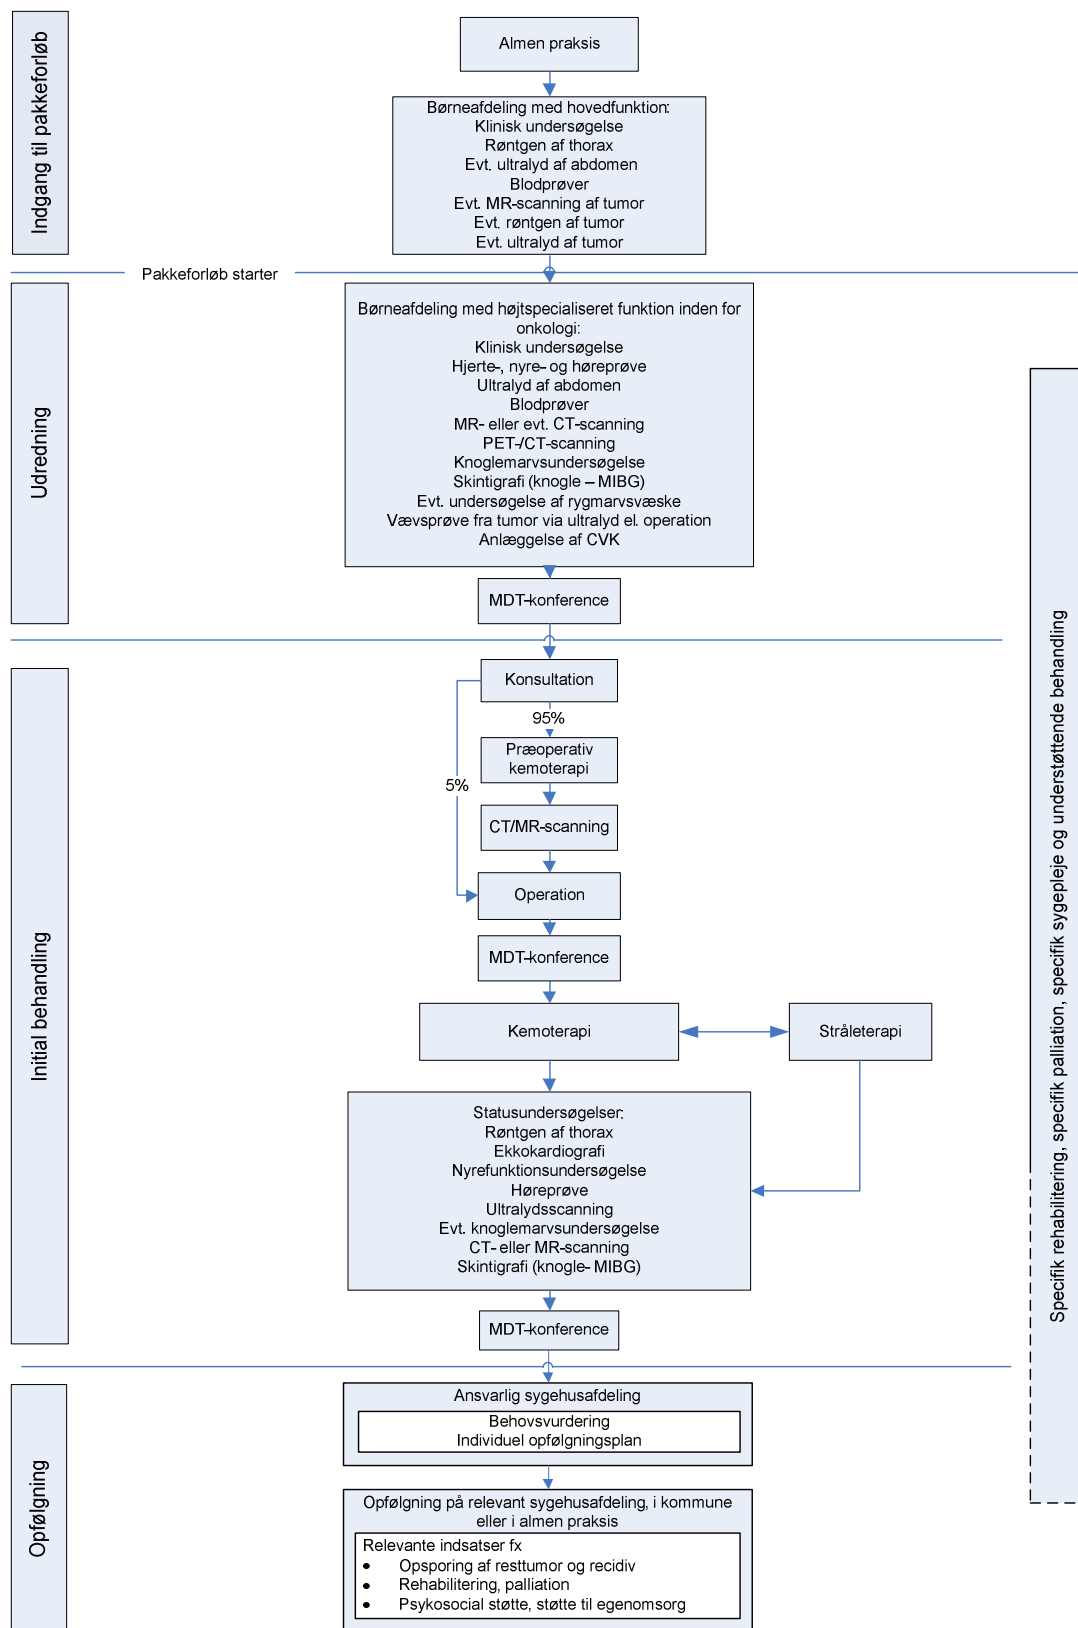 Indgang til pakkeforløb
Almen praksis
Børneafdeling med hovedfunktion:
Klinisk undersøgelse
Røntgen af thorax
Evt. ultralyd af abdomen
Blodprøver
Evt. MR-scanning af tumor
Evt. røntgen af tumor
Evt. ultralyd af tumor
Pakkeforløb starter
Udredning
Børneafdeling med højtspecialiseret funktion inden for
onkologi:
Klinisk undersøgelse
Hjerte-, nyre- og høreprøve
Ultralyd af abdomen
Blodprøver
MR- eller evt. CT-scanning
PET-/CT-scanning
Knoglemarvsundersøgelse
Skintigrafi (knogle – MIBG)
Evt. undersøgelse af rygmarvsvæske
Vævsprøve fra tumor via ultralyd el. operation
Anlæggelse af CVK
MDT-konference
Initial behandling
Konsultation
95%
Præoperativ
kemoterapi
5%
CT/MR-scanning
Operation
MDT-konference
Kemoterapi
Stråleterapi
Statusundersøgelser:
Røntgen af thorax
Ekkokardiografi
Nyrefunktionsundersøgelse
Høreprøve
Ultralydsscanning
Evt. knoglemarvsundersøgelse
CT- eller MR-scanning
Skintigrafi (knogle- MIBG)
MDT-konference
Specifik rehabilitering, specifik palliation, specifik sygepleje og understøttende behandling
Opfølgning
Ansvarlig sygehusafdeling
Behovsvurdering
Individuel opfølgningsplan
Opfølgning på relevant sygehusafdeling, i kommune
eller i almen praksis
Relevante indsatser fx
• Opsporing af resttumor og recidiv
• Rehabilitering, palliation
• Psykosocial støtte, støtte til egenomsorg